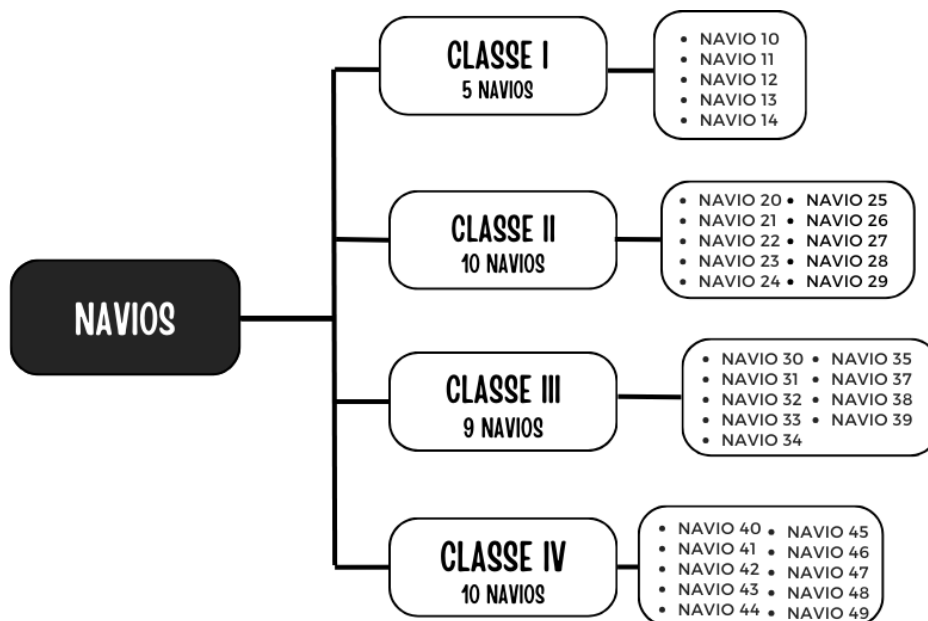 NAVIOS
CLASSE I
5 NAVIOS
• NAVIO 10
• NAVIO 11
• NAVIO 12
• NAVIO 13
• NAVIO 14
CLASSE II
10 NAVIOS
• NAVIO 20
• NAVIO 21
• NAVIO 22
• NAVIO 23
• NAVIO 24
• NAVIO 25
• NAVIO 26
• NAVIO 27
• NAVIO 28
• NAVIO 29
CLASSE III
9 NAVIOS
• NAVIO 30
• NAVIO 31
• NAVIO 32
• NAVIO 33
• NAVIO 34
• NAVIO 35
• NAVIO 37
• NAVIO 38
• NAVIO 39
CLASSE IV
10 NAVIOS
• NAVIO 40
• NAVIO 41
• NAVIO 42
• NAVIO 43
• NAVIO 44
• NAVIO 45
• NAVIO 46
• NAVIO 47
• NAVIO 48
• NAVIO 49